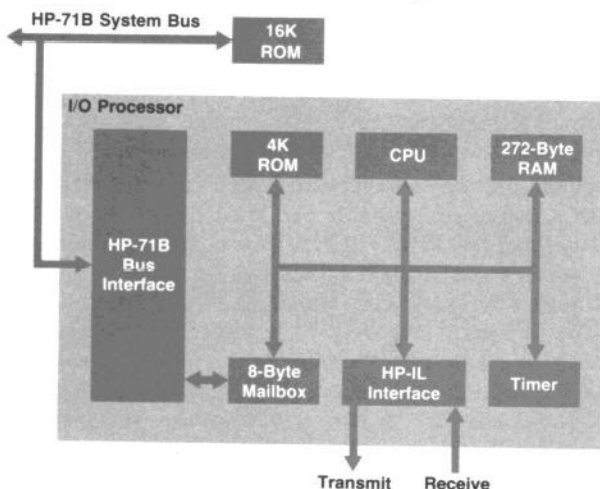 HP-71B System Bus
16K
ROM
I/O Processor
4K
ROM
CPU
272-Byte
RAM
HP-71B
Bus
Interface
8-Byte
Mailbox
HP-IL
Interface
Timer
Transmit
Receive